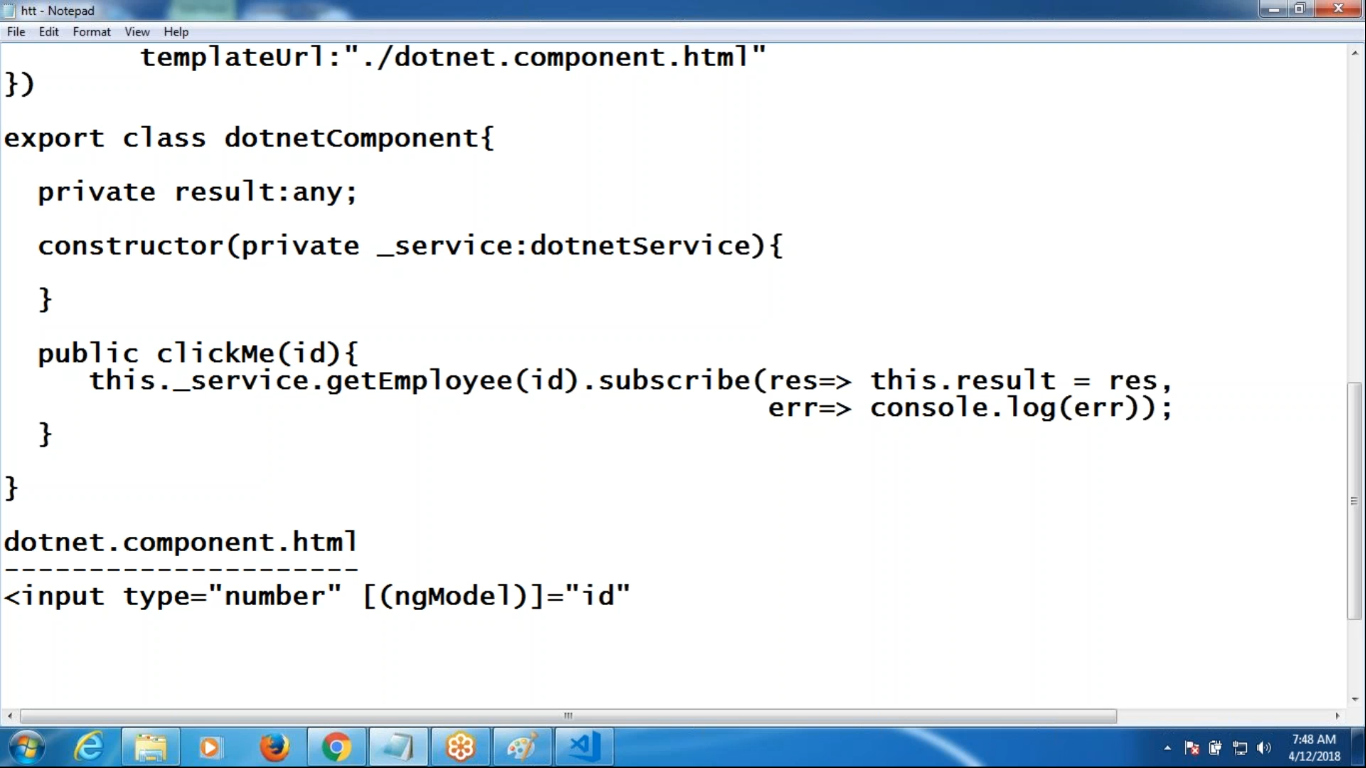 htt - Notepad
File Edit Format View Help
templateUrl:"./dotnet.component.html"
})
export class dotnetComponent{
private result:any;
constructor(private _service:dotnetService){
}
public clickMe(id){
this._service.getEmployee(id).subscribe(res=> this.result = res,
err=> console.log(err));
}
}
dotnet.component.html
---------------------
<input type="number" [(ngModel)]="id"
7:48 AM
4/12/2018